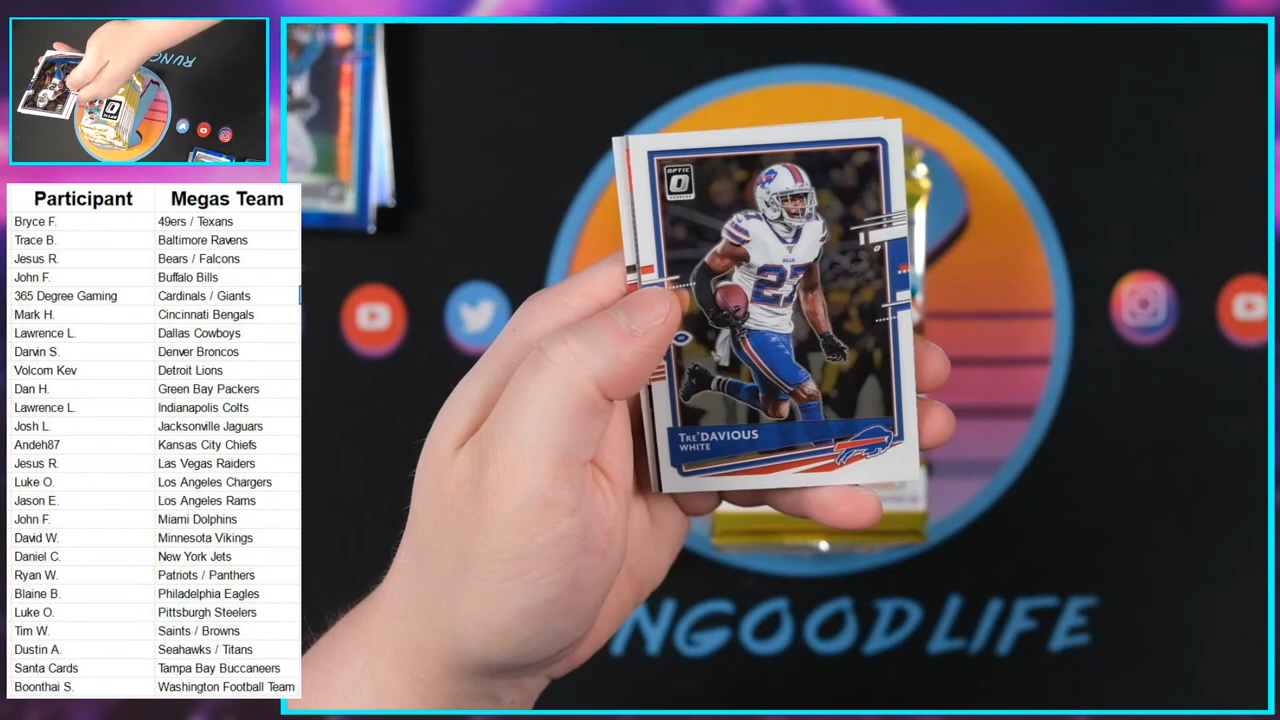 RUNG
Participant Megas Team
Bryce F. 49ers / Texans
Trace B. Baltimore Ravens
Jesus R. Bears / Falcons
John F. Buffalo Bills
365 Degree Gaming Cardinals / Giants
Mark H. Cincinnati Bengals
Lawrence L. Dallas Cowboys
Darvin S. Denver Broncos
Volcom Kev Detroit Lions
Dan H. Green Bay Packers
Lawrence L. Indianapolis Colts
Josh L. Jacksonville Jaguars
Andeh87 Kansas City Chiefs
Jesus R. Las Vegas Raiders
Luke O. Los Angeles Chargers
Jason E. Los Angeles Rams
John F. Miami Dolphins
David W. Minnesota Vikings
Daniel C. New York Jets
Ryan W. Patriots / Panthers
Blaine B. Philadelphia Eagles
Luke O. Pittsburgh Steelers
Tim W. Saints / Browns
Dustin A. Seahawks / Titans
Santa Cards Tampa Bay Buccaneers
Boonthai S. Washington Football Team
OPTIC
BILLS
27
27
TRE'DAVIOUS
WHITE
NGOODLIFE